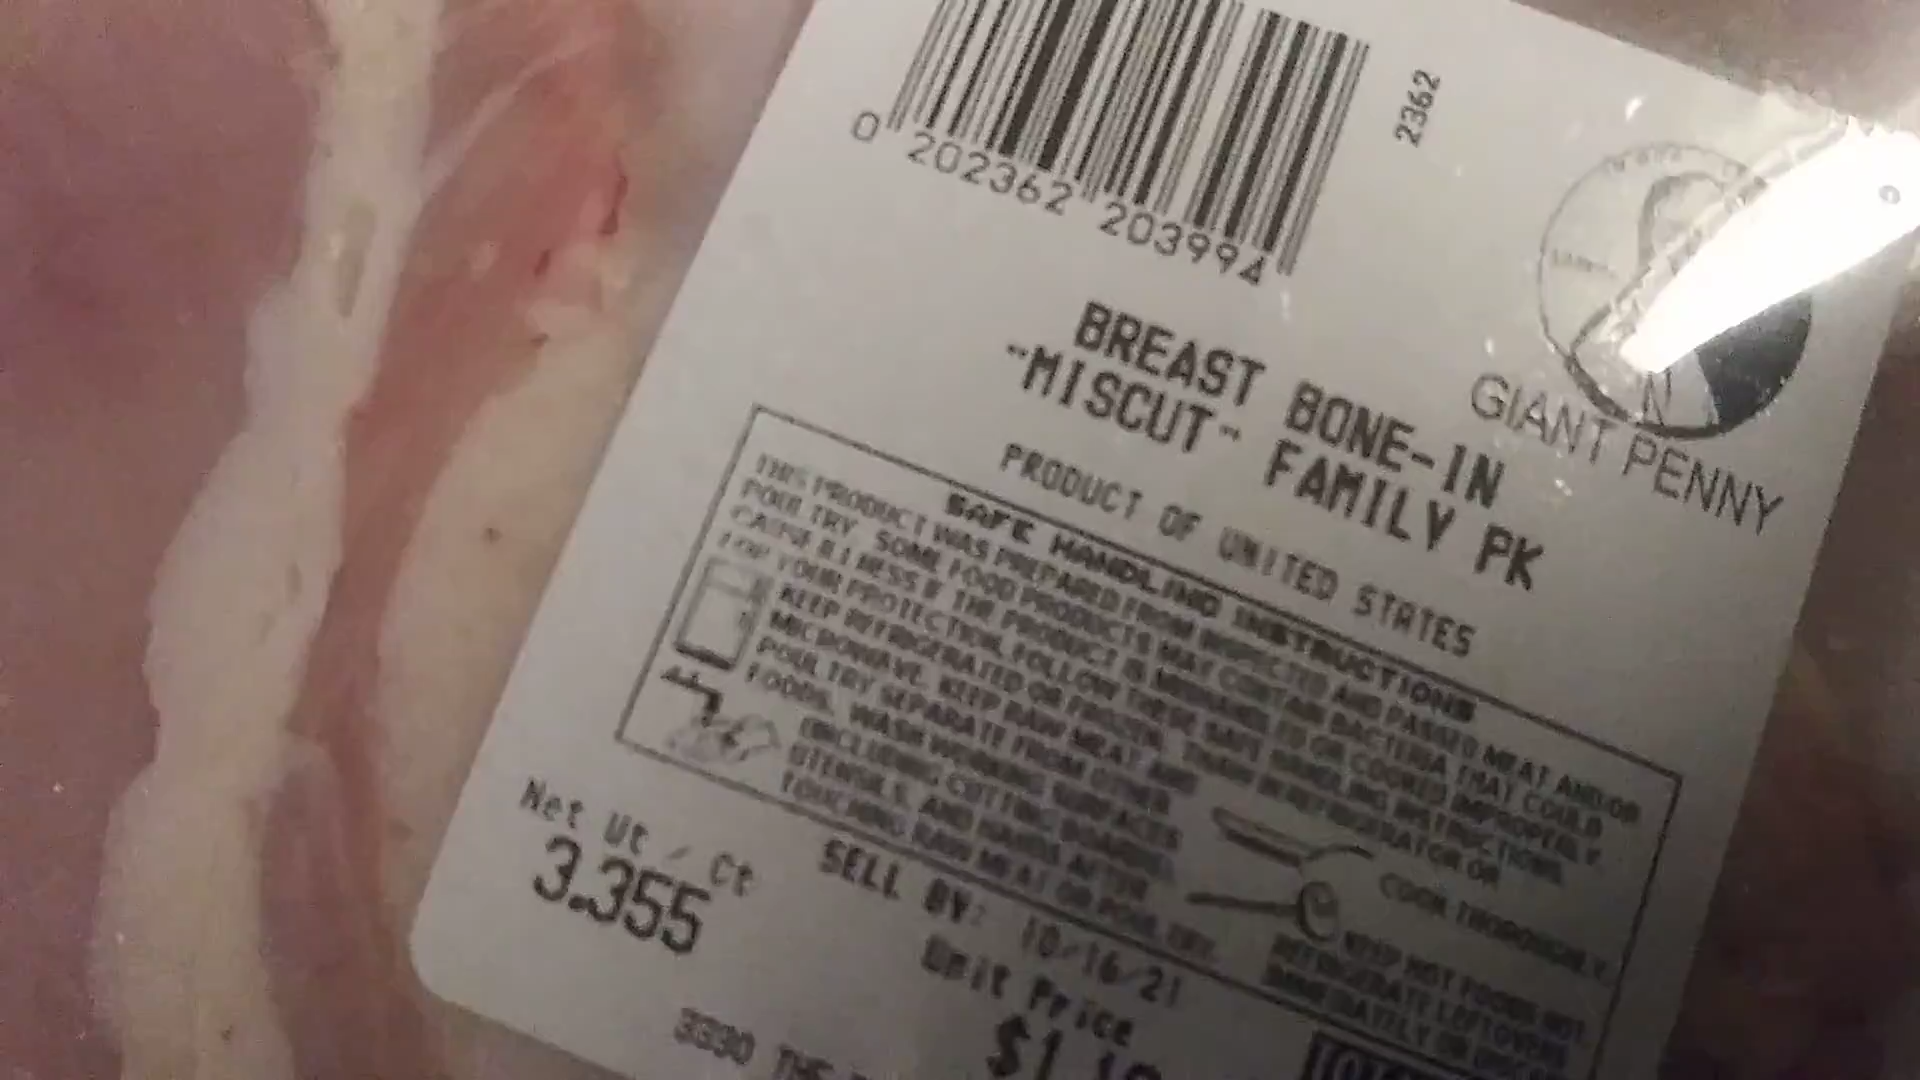 2362
0 202362 203994
GIANT PENNY
BREAST BONE-IN
"MISCUT" FAMILY PK
PRODUCT OF UNITED STATES
SAFE HANDLING INSTRUCTIONS
THIS PRODUCT WAS PREPARED FROM INSPECTED AND PASSED MEAT AND/OR
POULTRY. SOME FOOD PRODUCTS MAY CONTAIN BACTERIA THAT COULD
CAUSE ILLNESS IF THE PRODUCT IS MISHANDLED OR COOKED IMPROPERLY.
FOR YOUR PROTECTION, FOLLOW THESE SAFE HANDLING INSTRUCTIONS.
KEEP REFRIGERATED OR FROZEN. THAW IN REFRIGERATOR OR
MICROWAVE. KEEP RAW MEAT AND
POULTRY SEPARATE FROM OTHER
FOODS. WASH WORKING SURFACES
(INCLUDING CUTTING BOARDS),
UTENSILS, AND HANDS AFTER
TOUCHING RAW MEAT OR POULTRY.
COOK THOROUGHLY.
KEEP HOT FOODS HOT.
REFRIGERATE LEFTOVERS
IMMEDIATELY OR
Net Wt / Ct
3.355
SELL BY: 10/16/21
Unit Price
3390 THE